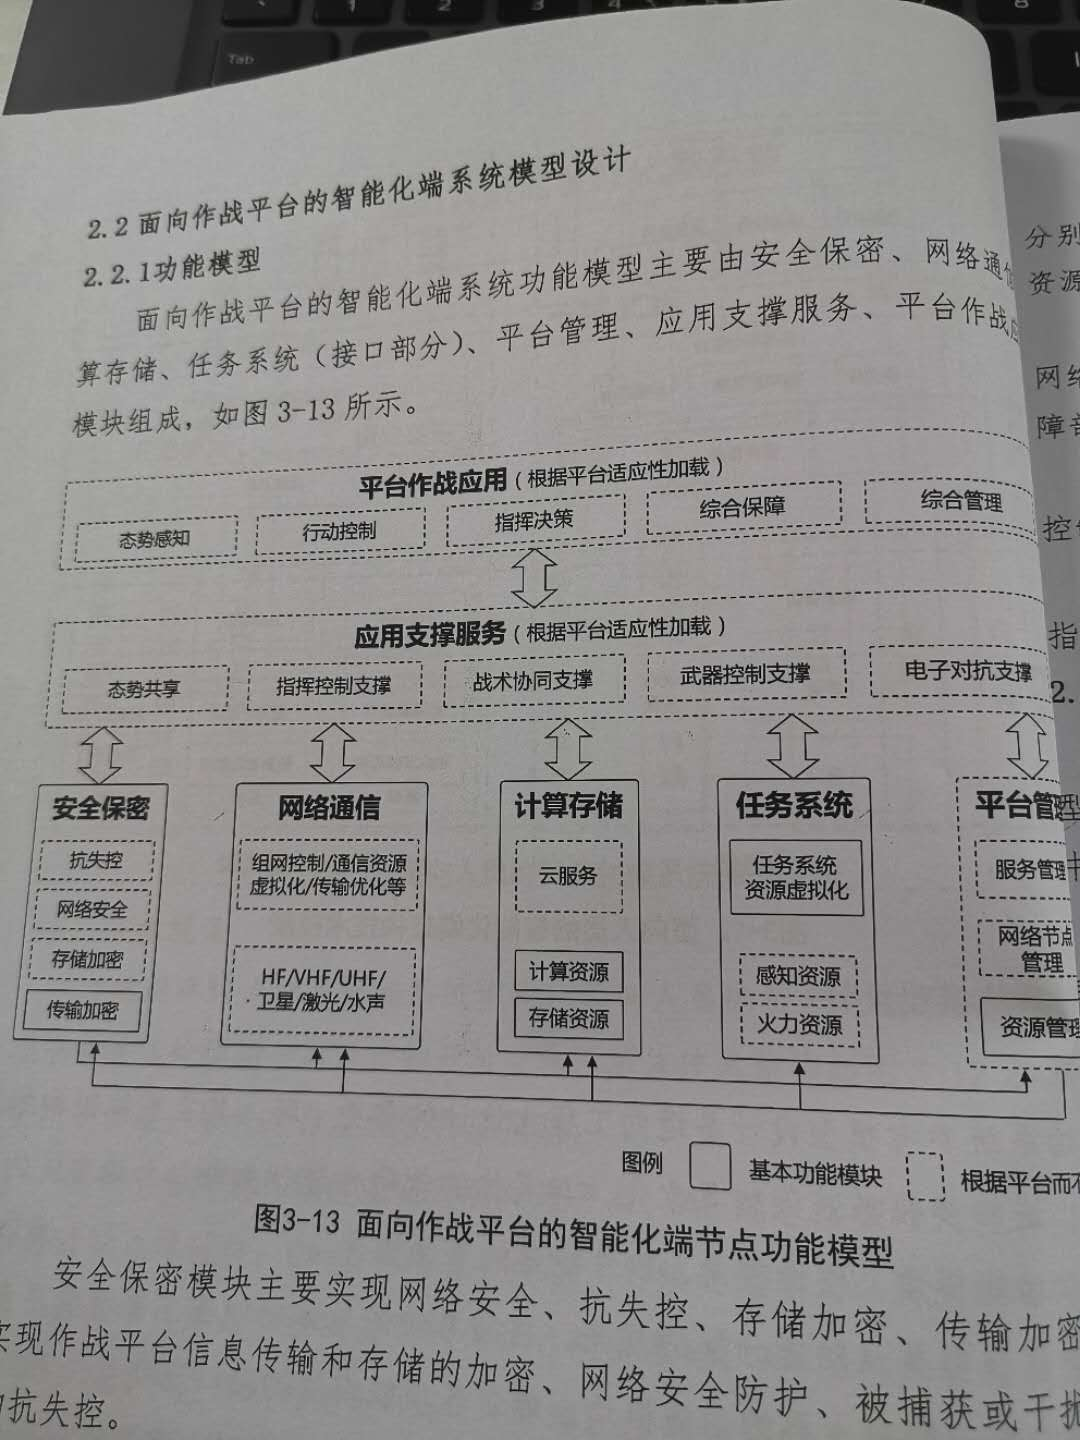 Tab
2.2 面向作战平台的智能化端系统模型设计
2.2.1功能模型
面向作战平台的智能化端系统功能模型主要由安全保密、网络通信
算存储、任务系统（接口部分）、平台管理、应用支撑服务、平台作战应
模块组成，如图 3-13 所示。
平台作战应用（根据平台适应性加载）
态势感知 行动控制 指挥决策 综合保障 综合管理
应用支撑服务（根据平台适应性加载）
态势共享 指挥控制支撑 战术协同支撑 武器控制支撑 电子对抗支撑
安全保密
抗失控
网络安全
存储加密
传输加密
网络通信
组网控制/通信资源
虚拟化/传输优化等
HF/VHF/UHF/
卫星/激光/水声
计算存储
云服务
计算资源
存储资源
任务系统
任务系统
资源虚拟化
感知资源
火力资源
平台管理
服务管理
网络节点
管理
资源管理
图例 基本功能模块 根据平台而不
图3-13 面向作战平台的智能化端节点功能模型
安全保密模块主要实现网络安全、抗失控、存储加密、传输加密
实现作战平台信息传输和存储的加密、网络安全防护、被捕获或干扰
抗失控。
分别
资源
网络
障
控
指
2.
型